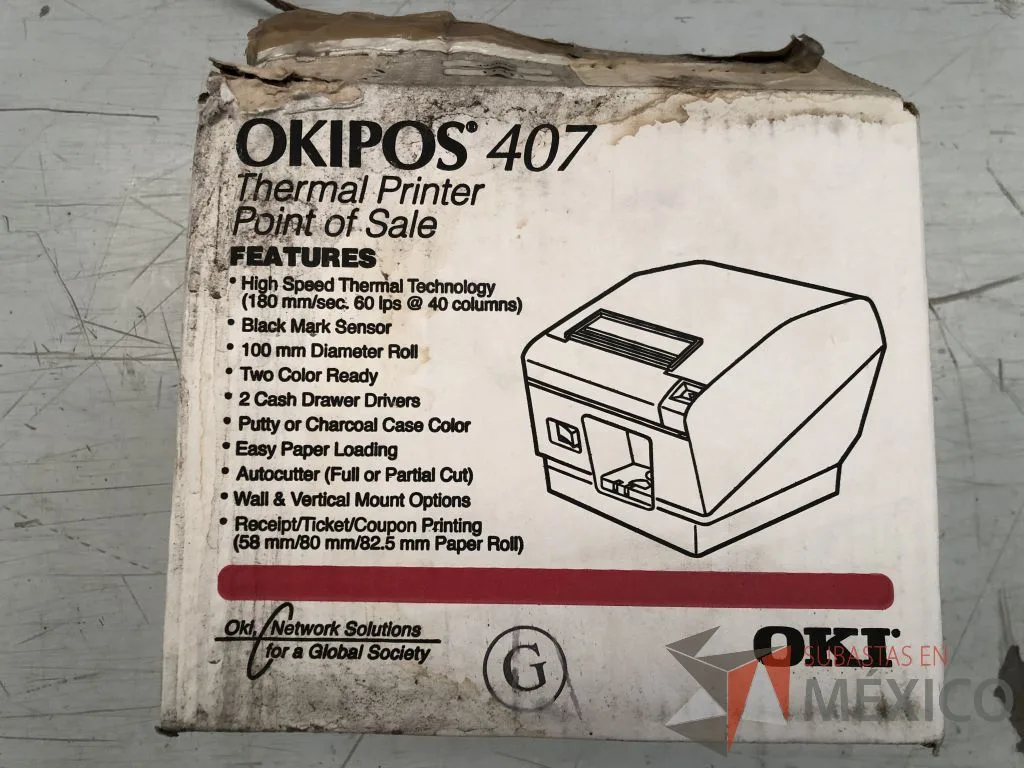 OKIPOS® 407
Thermal Printer
Point of Sale
FEATURES
• High Speed Thermal Technology
(180 mm/sec. 60 lps @ 40 columns)
• Black Mark Sensor
• 100 mm Diameter Roll
• Two Color Ready
• 2 Cash Drawer Drivers
• Putty or Charcoal Case Color
• Easy Paper Loading
• Autocutter (Full or Partial Cut)
• Wall & Vertical Mount Options
• Receipt/Ticket/Coupon Printing
(58 mm/80 mm/82.5 mm Paper Roll)
Oki, Network Solutions
for a Global Society
G
OKI®
SUBASTAS EN
MÉXICO